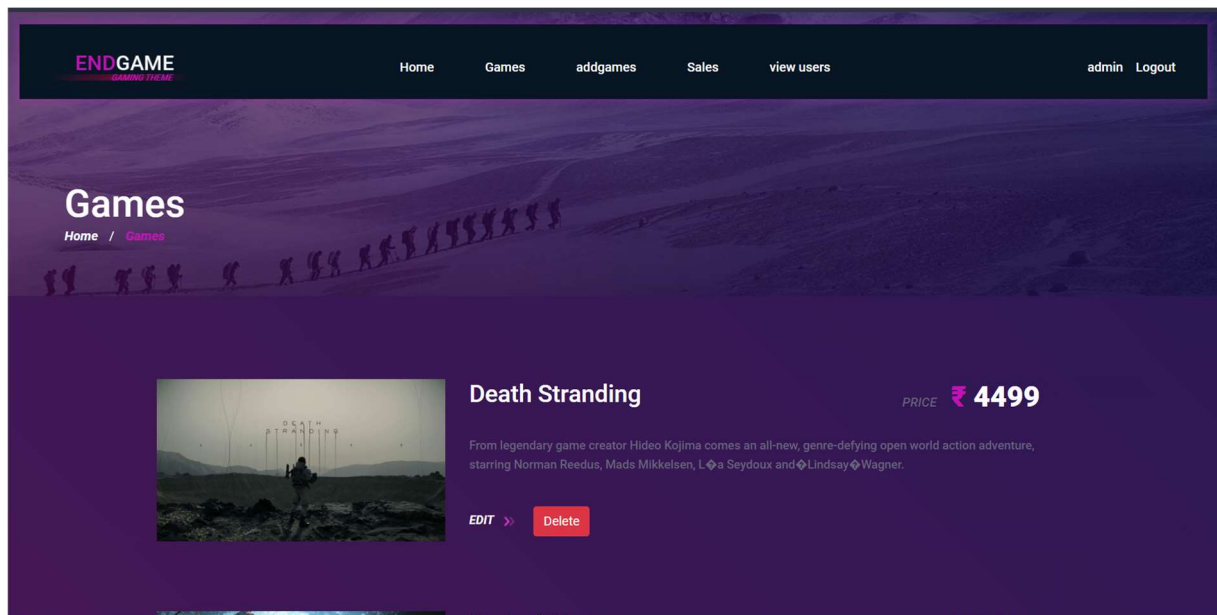 ENDGAME
GAMING THEME
Home Games addgames Sales view users admin Logout
Games
Home / Games
DEATH
STRANDING
Death Stranding
PRICE ₹ 4499
From legendary game creator Hideo Kojima comes an all-new, genre-defying open world action adventure,
starring Norman Reedus, Mads Mikkelsen, L�a Seydoux and�Lindsay�Wagner.
EDIT Delete